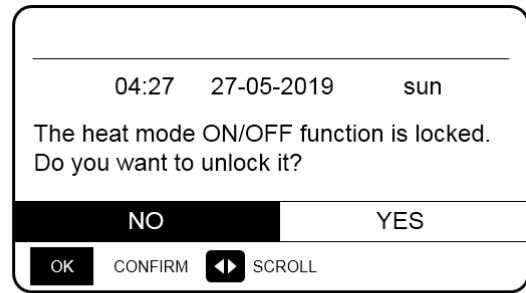 04:27 27-05-2019 sun
The heat mode ON/OFF function is locked.
Do you want to unlock it?
NO YES
OK CONFIRM SCROLL